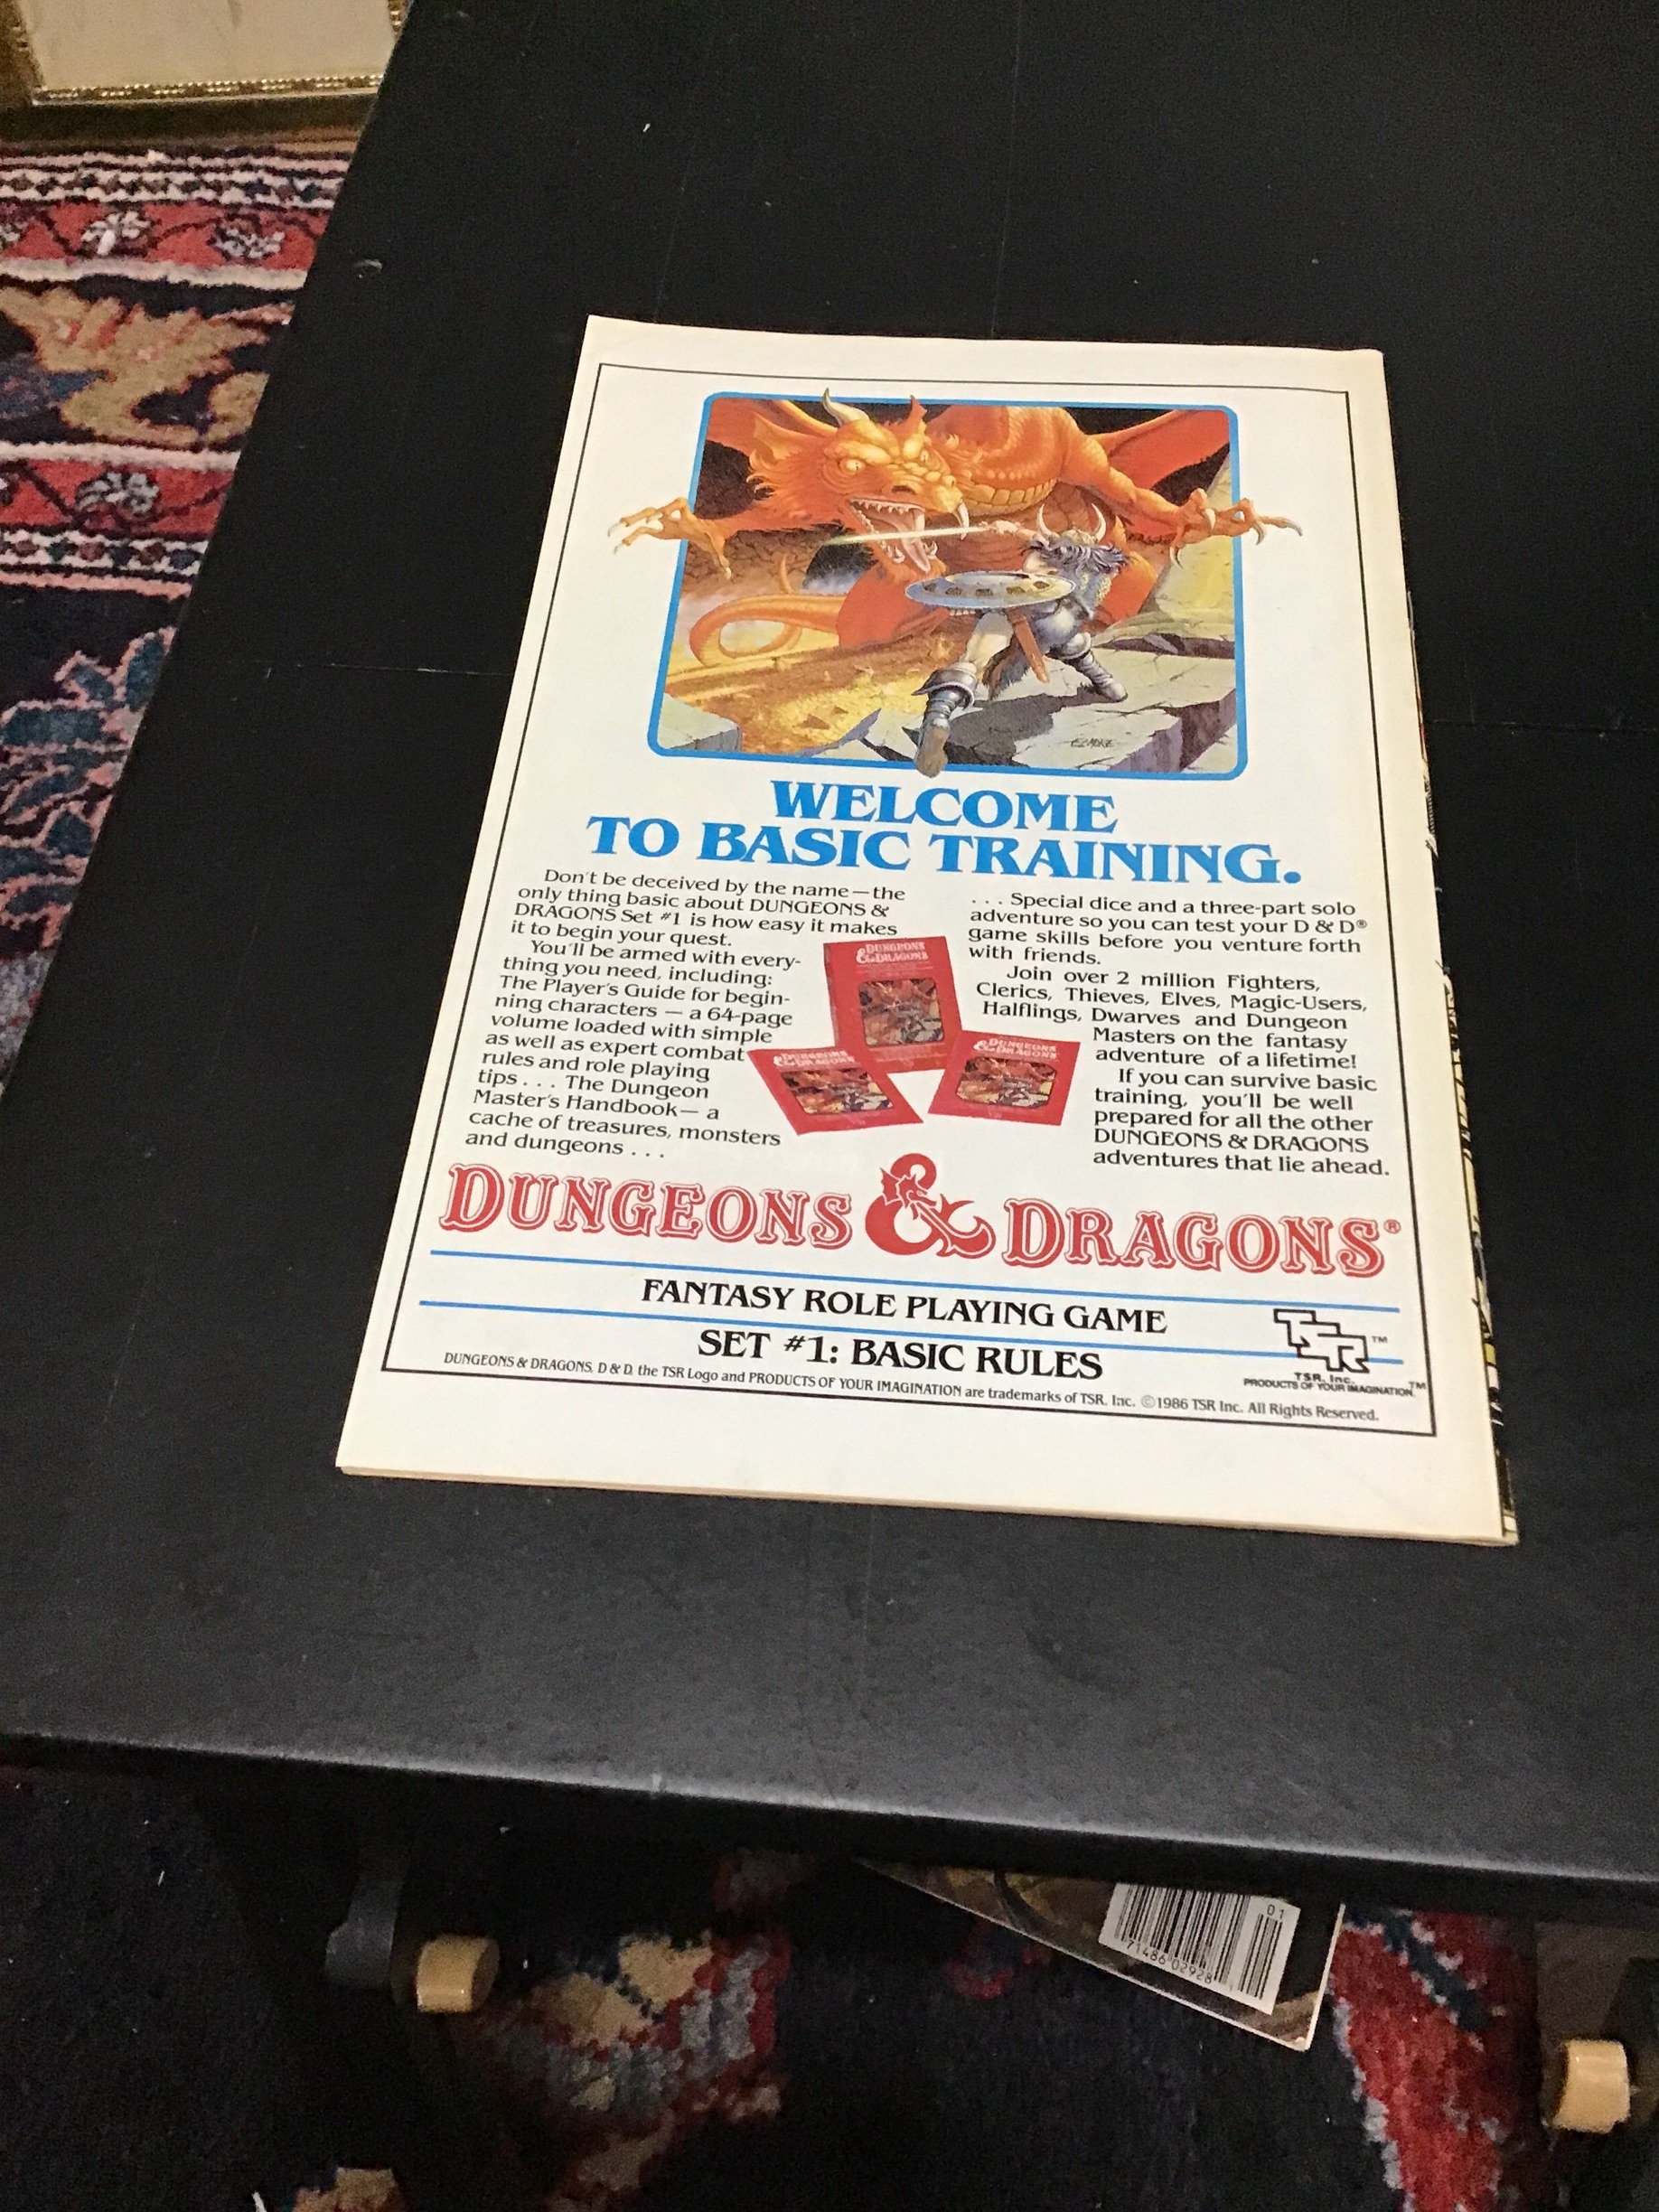 WELCOME
TO BASIC TRAINING.
Don't be deceived by the name—the
only thing basic about DUNGEONS &
DRAGONS Set #1 is how easy it makes
it to begin your quest.
You'll be armed with every-
thing you need, including:
The Player's Guide for begin-
ning characters — a 64-page
volume loaded with simple
as well as expert combat
rules and role playing
tips . . . The Dungeon
Master's Handbook— a
cache of treasures, monsters
and dungeons . . .
. . . Special dice and a three-part solo
adventure so you can test your D & D®
game skills before you venture forth
with friends.
Join over 2 million Fighters,
Clerics, Thieves, Elves, Magic-Users,
Halflings, Dwarves and Dungeon
Masters on the fantasy
adventure of a lifetime!
If you can survive basic
training, you'll be well
prepared for all the other
DUNGEONS & DRAGONS
adventures that lie ahead.
DUNGEONS
& DRAGONS
DUNGEONS
& DRAGONS
DUNGEONS
& DRAGONS
DUNGEONS & DRAGONS®
FANTASY ROLE PLAYING GAME
SET #1: BASIC RULES
TSR™
TSR, Inc.
PRODUCTS OF YOUR IMAGINATION™
DUNGEONS & DRAGONS, D & D, the TSR Logo and PRODUCTS OF YOUR IMAGINATION are trademarks of TSR, Inc. ©1986 TSR Inc. All Rights Reserved.
01
71486 02928